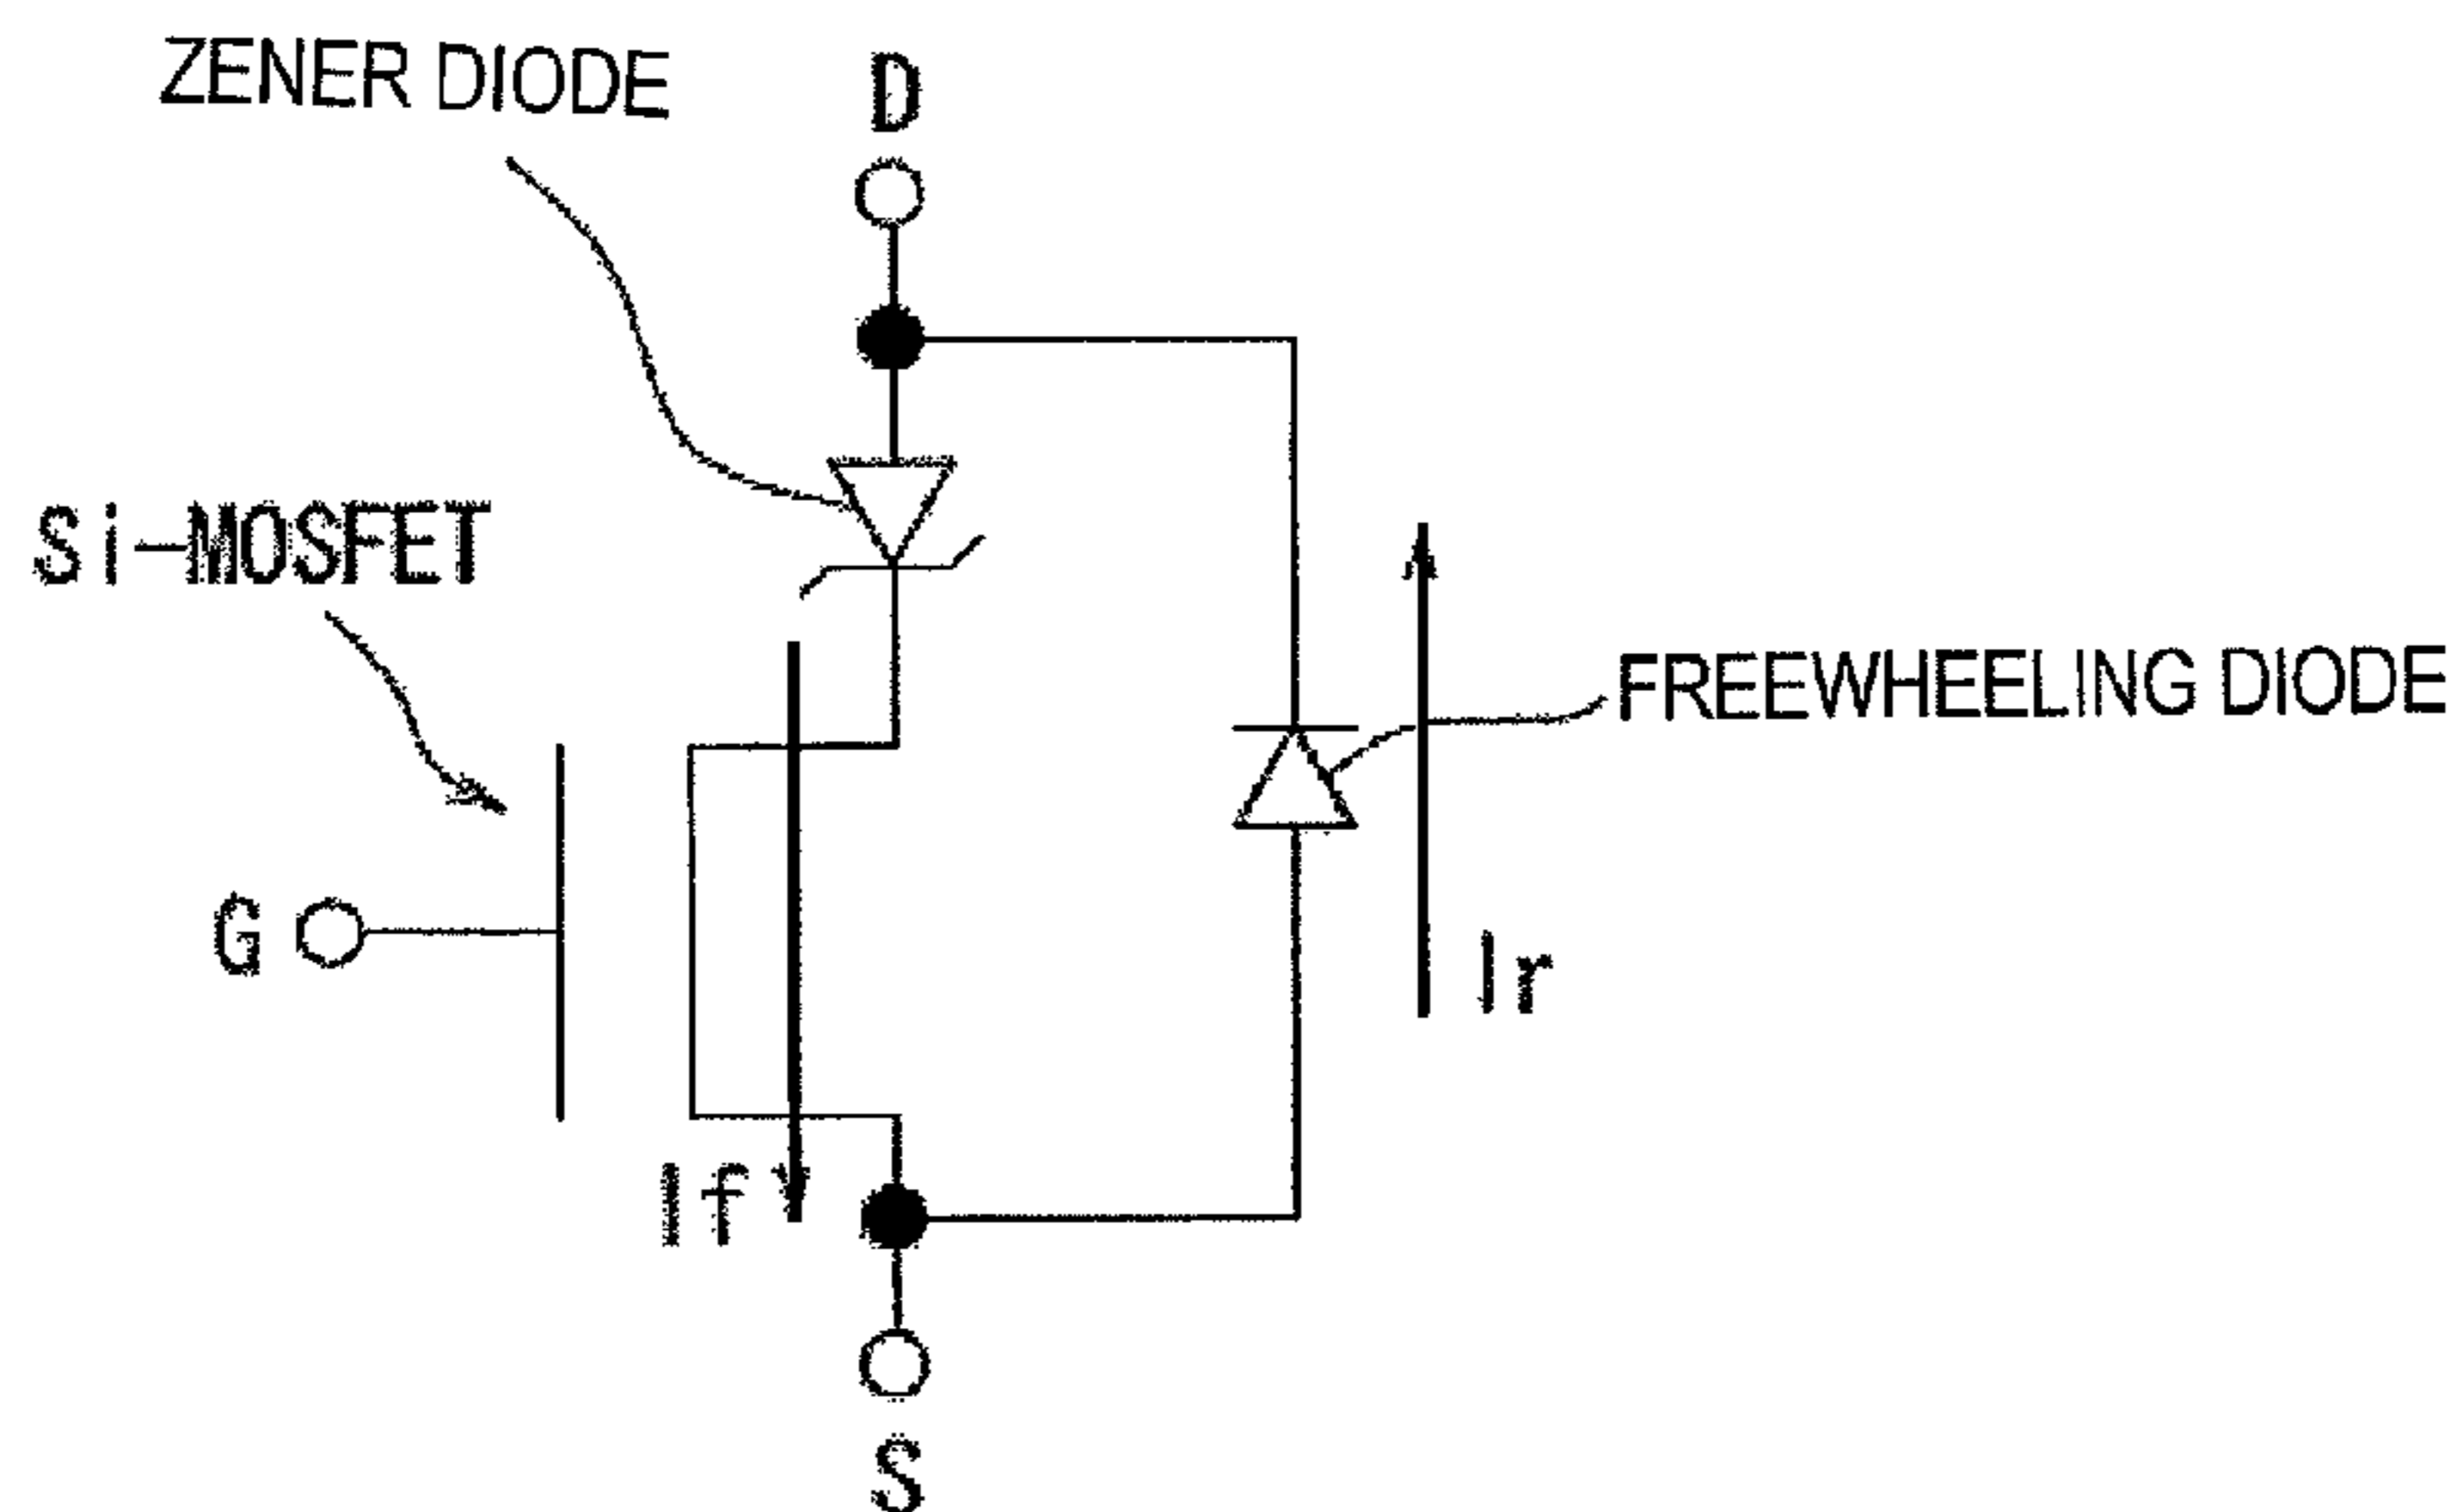 ZENER DIODE
D
Si-MOSFET
FREEWHEELING DIODE
G
Ir
If
S